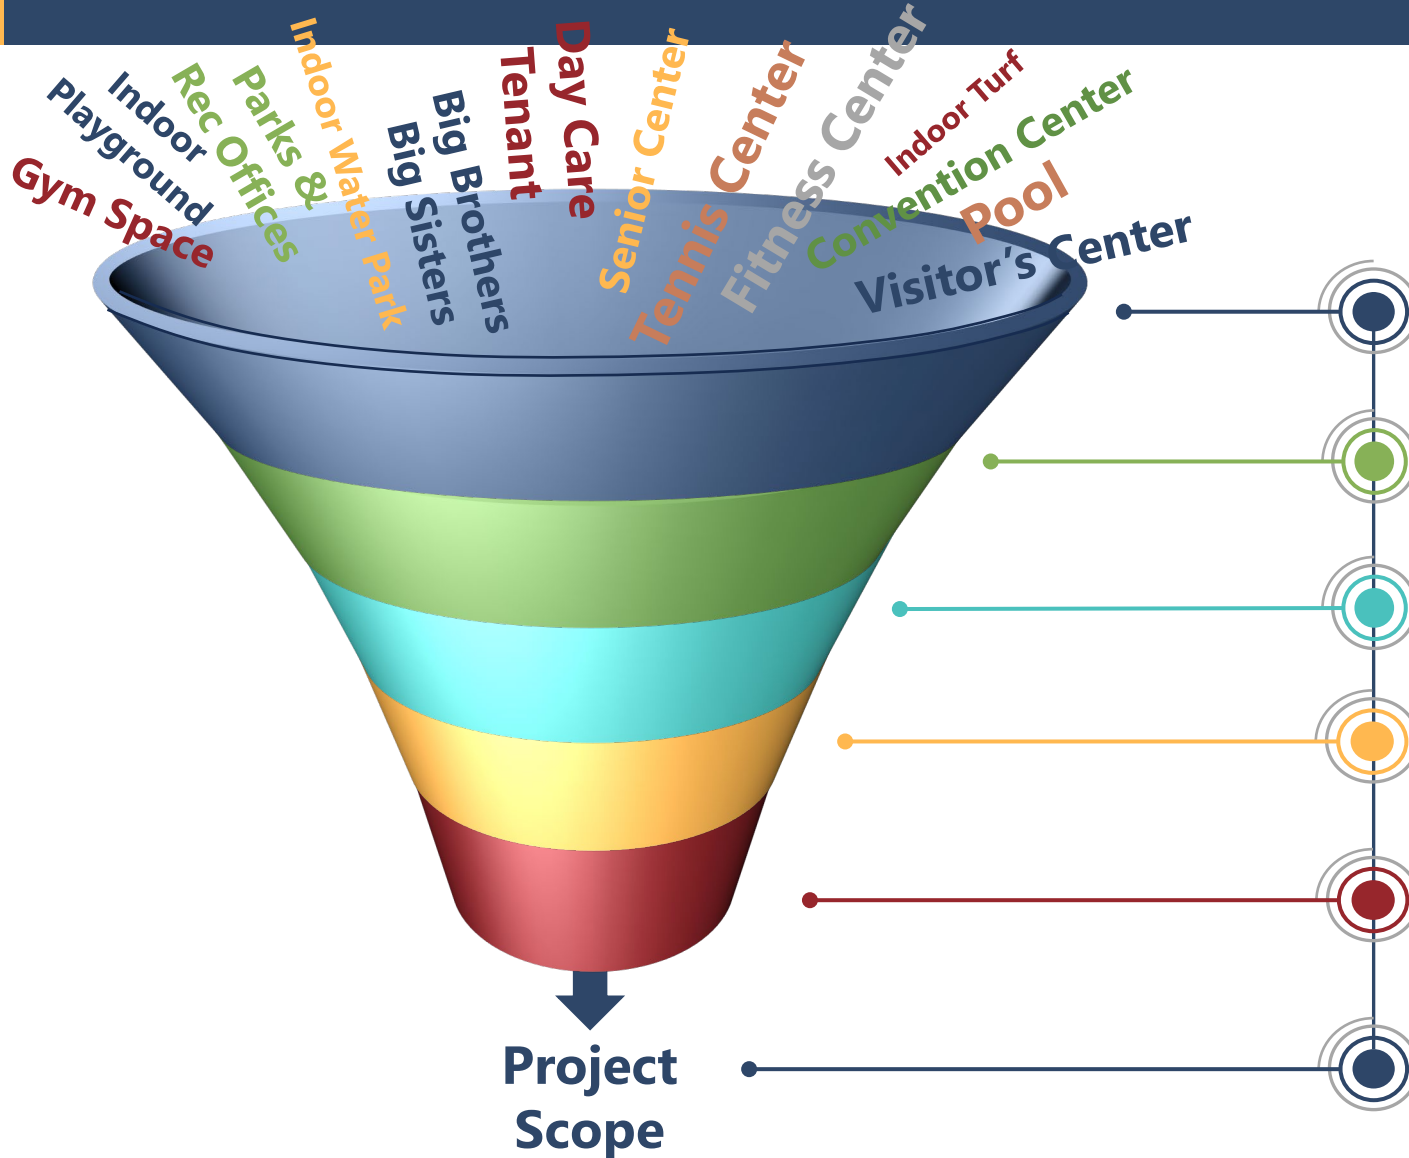 Gym Space
Indoor
Playground
Parks &
Rec Offices
Indoor Water Park
Big Brothers
Big Sisters
Day Care
Tenant
Senior Center
Tennis Center
Fitness Center
Indoor Turf
Convention Center
Pool
Visitor’s Center
Project
Scope